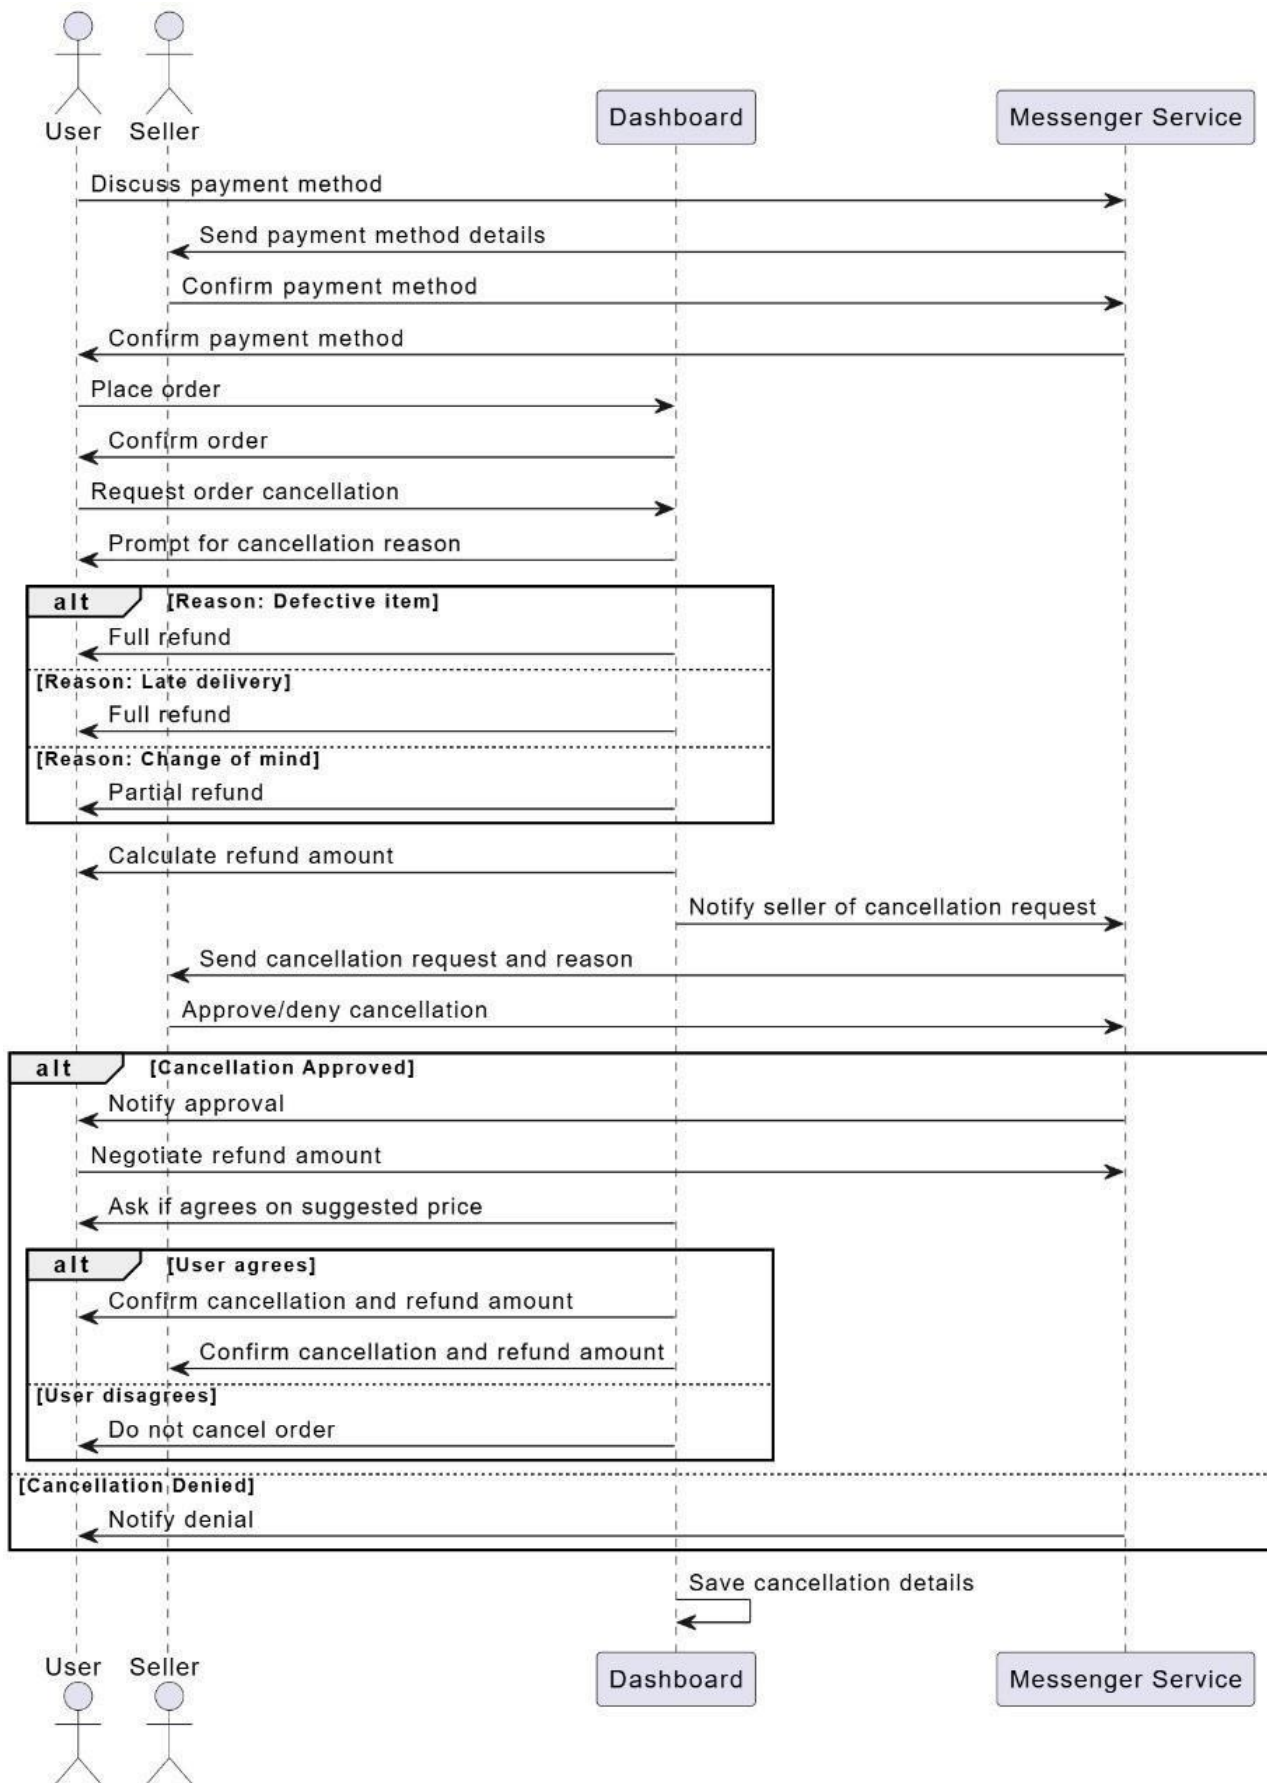 User Seller Dashboard Messenger Service
Discuss payment method
Send payment method details
Confirm payment method
Confirm payment method
Place order
Confirm order
Request order cancellation
Prompt for cancellation reason
alt [Reason: Defective item]
Full refund
[Reason: Late delivery]
Full refund
[Reason: Change of mind]
Partial refund
Calculate refund amount
Notify seller of cancellation request
Send cancellation request and reason
Approve/deny cancellation
alt [Cancellation Approved]
Notify approval
Negotiate refund amount
Ask if agrees on suggested price
alt [User agrees]
Confirm cancellation and refund amount
Confirm cancellation and refund amount
[User disagrees]
Do not cancel order
[Cancellation Denied]
Notify denial
Save cancellation details
User Seller Dashboard Messenger Service